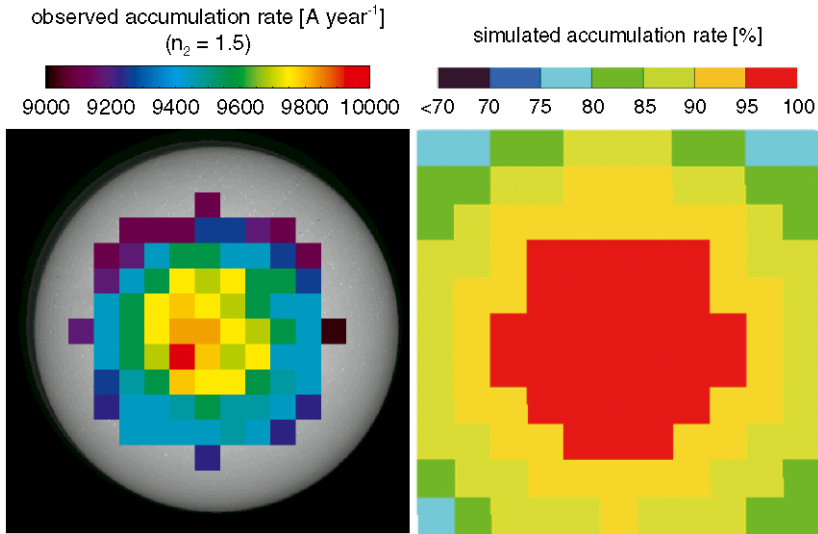 observed accumulation rate [A year⁻¹]
(n₂ = 1.5)
9000 9200 9400 9600 9800 10000
simulated accumulation rate [%]
<70 70 75 80 85 90 95 100